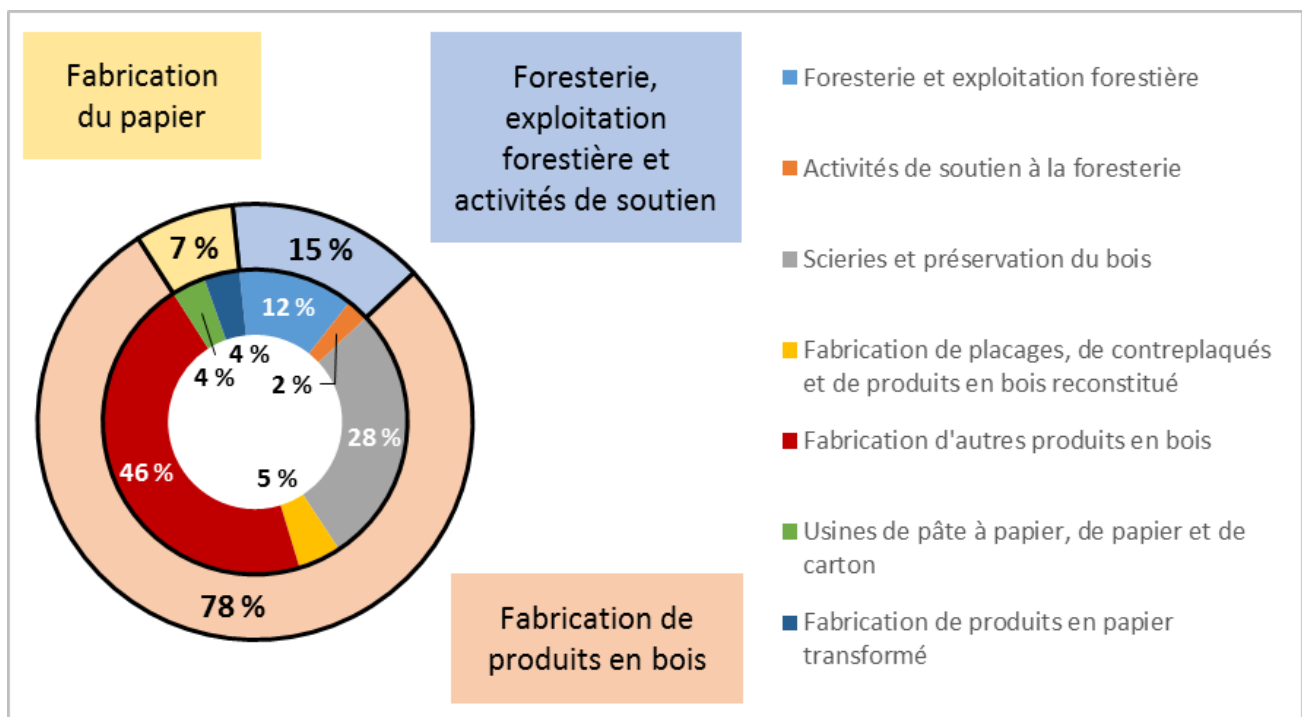 Fabrication
du papier
Foresterie,
exploitation
forestière et
activités de soutien
7 %
15 %
12 %
4 %
4 %
2 %
28 %
46 %
5 %
78 %
Fabrication de
produits en bois
Foresterie et exploitation forestière
Activités de soutien à la foresterie
Scieries et préservation du bois
Fabrication de placages, de contreplaqués
et de produits en bois reconstitué
Fabrication d'autres produits en bois
Usines de pâte à papier, de papier et de
carton
Fabrication de produits en papier
transformé